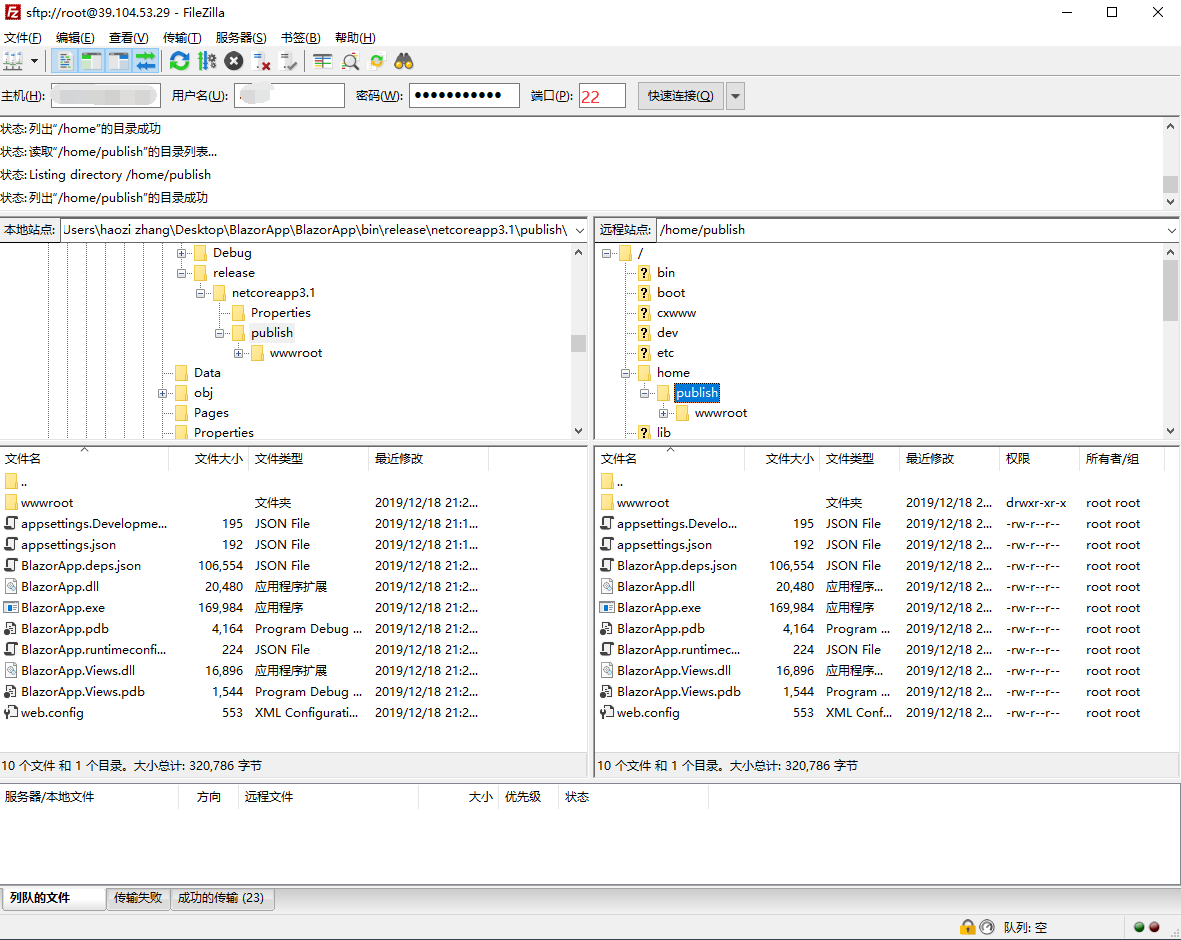 sftp://root@39.104.53.29 - FileZilla
文件(F) 编辑(E) 查看(V) 传输(T) 服务器(S) 书签(B) 帮助(H)
主机(H): 用户名(U): 密码(W): ●●●●●●●●●●● 端口(P): 22 快速连接(Q)
状态: 列出“/home”的目录成功
状态: 读取“/home/publish”的目录列表...
状态: Listing directory /home/publish
状态: 列出“/home/publish”的目录成功
本地站点: Jsers\haozi zhang\Desktop\BlazorApp\BlazorApp\bin\release\netcoreapp3.1\publish\
Debug
release
netcoreapp3.1
Properties
publish
wwwroot
Data
obj
Pages
Properties
远程站点: /home/publish
/
bin
boot
cxwww
dev
etc
home
publish
wwwroot
lib
文件名 文件大小 文件类型 最近修改
..
wwwroot 文件夹 2019/12/18 21:2...
appsettings.Developme... 195 JSON File 2019/12/18 21:1...
appsettings.json 192 JSON File 2019/12/18 21:1...
BlazorApp.deps.json 106,554 JSON File 2019/12/18 21:2...
BlazorApp.dll 20,480 应用程序扩展 2019/12/18 21:2...
BlazorApp.exe 169,984 应用程序 2019/12/18 21:2...
BlazorApp.pdb 4,164 Program Debug ... 2019/12/18 21:2...
BlazorApp.runtimeconfi... 224 JSON File 2019/12/18 21:2...
BlazorApp.Views.dll 16,896 应用程序扩展 2019/12/18 21:2...
BlazorApp.Views.pdb 1,544 Program Debug ... 2019/12/18 21:2...
web.config 553 XML Configurati... 2019/12/18 21:2...
10 个文件 和 1 个目录。大小总计: 320,786 字节
文件名 文件大小 文件类型 最近修改 权限 所有者/组
..
wwwroot 文件夹 2019/12/18 2... drwxr-xr-x root root
appsettings.Develo... 195 JSON File 2019/12/18 2... -rw-r--r-- root root
appsettings.json 192 JSON File 2019/12/18 2... -rw-r--r-- root root
BlazorApp.deps.json 106,554 JSON File 2019/12/18 2... -rw-r--r-- root root
BlazorApp.dll 20,480 应用程序... 2019/12/18 2... -rw-r--r-- root root
BlazorApp.exe 169,984 应用程序 2019/12/18 2... -rw-r--r-- root root
BlazorApp.pdb 4,164 Program ... 2019/12/18 2... -rw-r--r-- root root
BlazorApp.runtimec... 224 JSON File 2019/12/18 2... -rw-r--r-- root root
BlazorApp.Views.dll 16,896 应用程序... 2019/12/18 2... -rw-r--r-- root root
BlazorApp.Views.pdb 1,544 Program ... 2019/12/18 2... -rw-r--r-- root root
web.config 553 XML Conf... 2019/12/18 2... -rw-r--r-- root root
10 个文件 和 1 个目录。大小总计: 320,786 字节
服务器/本地文件 方向 远程文件 大小 优先级 状态
列队的文件 传输失败 成功的传输 (23)
队列: 空